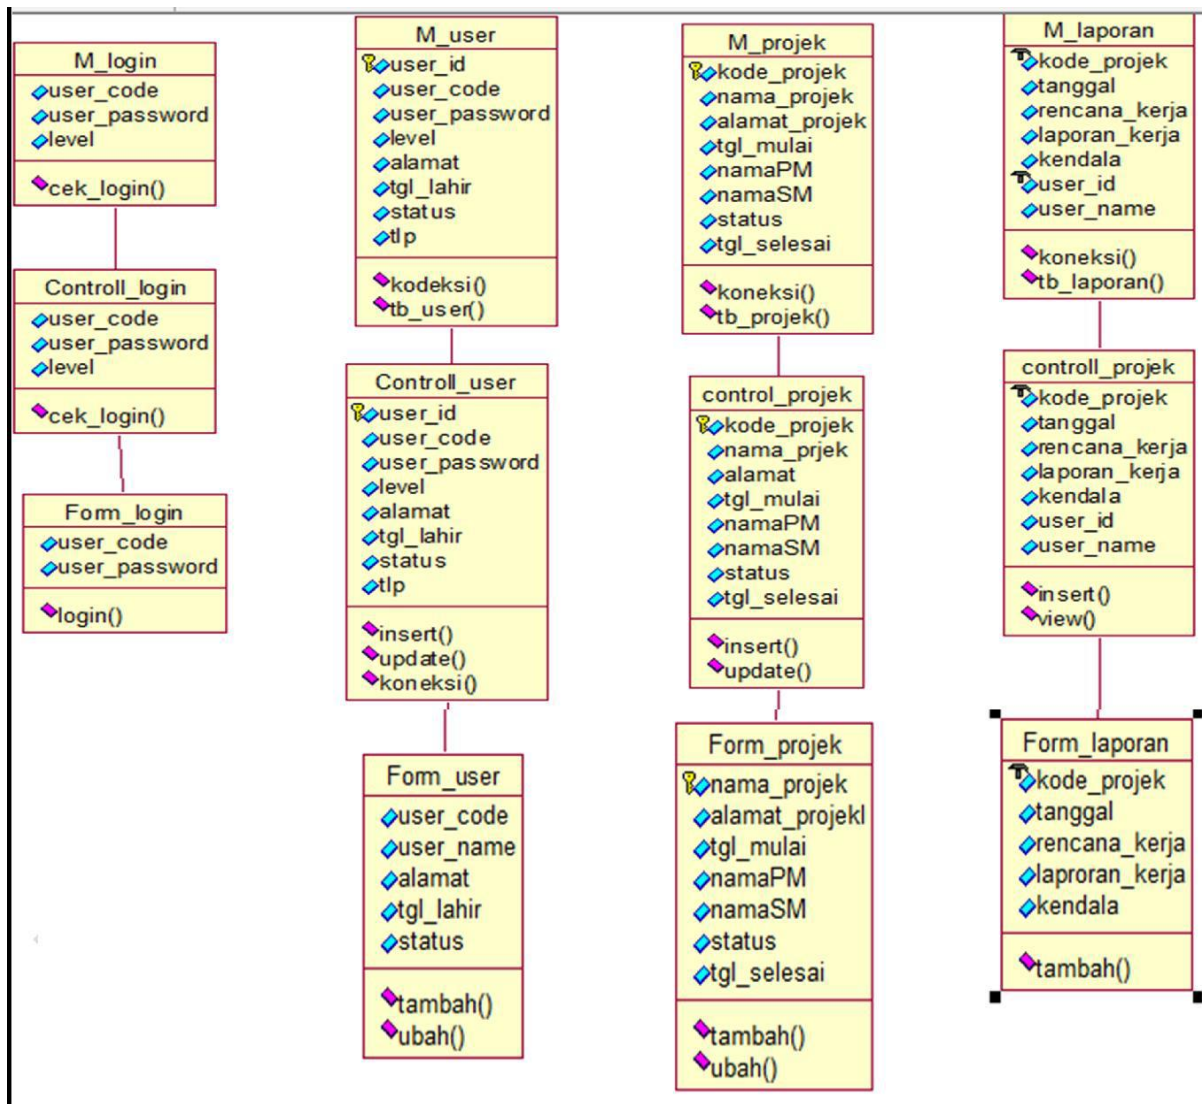 M_login
user_code
user_password
level
cek_login()
Controll_login
user_code
user_password
level
cek_login()
Form_login
user_code
user_password
login()
M_user
user_id
user_code
user_password
level
alamat
tgl_lahir
status
tlp
kodeksi()
tb_user()
Controll_user
user_id
user_code
user_password
level
alamat
tgl_lahir
status
tlp
insert()
update()
koneksi()
Form_user
user_code
user_name
alamat
tgl_lahir
status
tambah()
ubah()
M_projek
kode_projek
nama_projek
alamat_projek
tgl_mulai
namaPM
namaSM
status
tgl_selesai
koneksi()
tb_projek()
control_projek
kode_projek
nama_prjek
alamat
tgl_mulai
namaPM
namaSM
status
tgl_selesai
insert()
update()
Form_projek
nama_projek
alamat_projekl
tgl_mulai
namaPM
namaSM
status
tgl_selesai
tambah()
ubah()
M_laporan
kode_projek
tanggal
rencana_kerja
laporan_kerja
kendala
user_id
user_name
koneksi()
tb_laporan()
controll_projek
kode_projek
tanggal
rencana_kerja
laporan_kerja
kendala
user_id
user_name
insert()
view()
Form_laporan
kode_projek
tanggal
rencana_kerja
laproran_kerja
kendala
tambah()